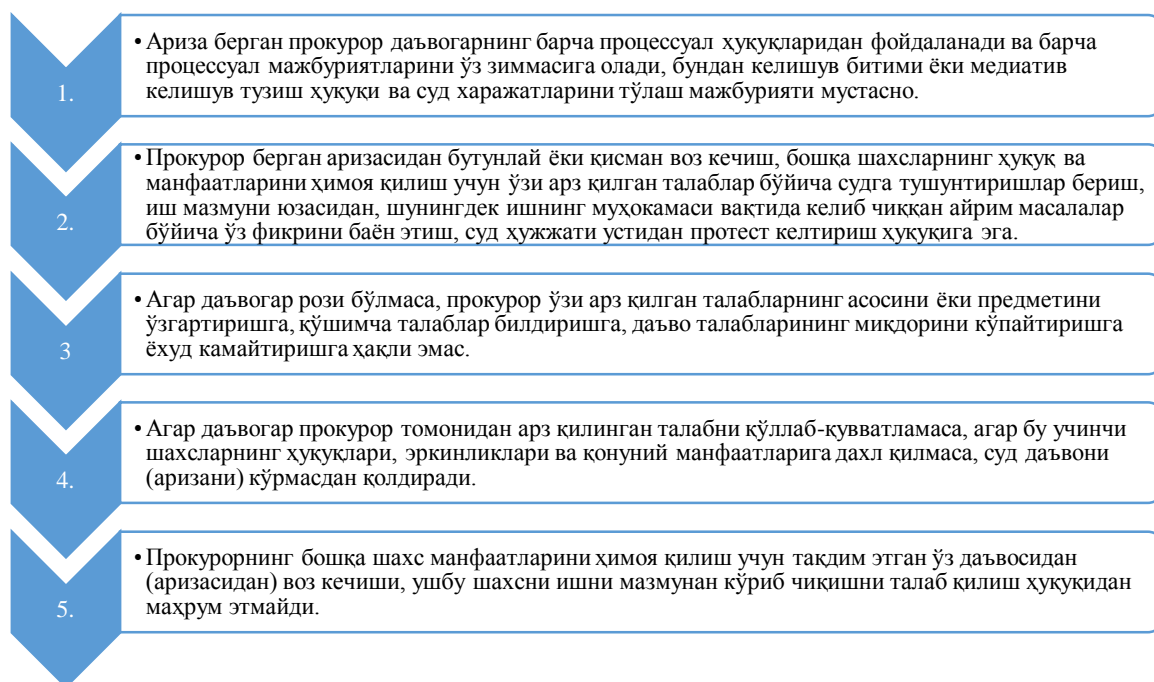 1.
• Ариза берган прокурор даъвогарнинг барча процессуал ҳуқуқларидан фойдаланади ва барча
процессуал мажбуриятларини ўз зиммасига олади, бундан келишув битими ёки медиатив
келишув тузиш ҳуқуқи ва суд харажатларини тўлаш мажбурияти мустасно.
2.
• Прокурор берган аризасидан бутунлай ёки қисман воз кечиш, бошқа шахсларнинг ҳуқуқ ва
манфаатларини ҳимоя қилиш учун ўзи арз қилган талаблар бўйича судга тушунтиришлар бериш,
иш мазмуни юзасидан, шунингдек ишнинг муҳокамаси вақтида келиб чиққан айрим масалалар
бўйича ўз фикрини баён этиш, суд ҳужжати устидан протест келтириш ҳуқуқига эга.
3
• Агар даъвогар рози бўлмаса, прокурор ўзи арз қилган талабларнинг асосини ёки предметини
ўзгартиришга, қўшимча талаблар билдиришга, даъво талабларининг миқдорини кўпайтиришга
ёхуд камайтиришга ҳақли эмас.
4.
• Агар даъвогар прокурор томонидан арз қилинган талабни қўллаб-қувватламаса, агар бу учинчи
шахсларнинг ҳуқуқлари, эркинликлари ва қонуний манфаатларига дахл қилмаса, суд даъвони
(аризани) кўрмасдан қолдиради.
5.
• Прокурорнинг бошқа шахс манфаатларини ҳимоя қилиш учун тақдим этган ўз даъвосидан
(аризасидан) воз кечиши, ушбу шахсни ишни мазмунан кўриб чиқишни талаб қилиш ҳуқуқидан
маҳрум этмайди.